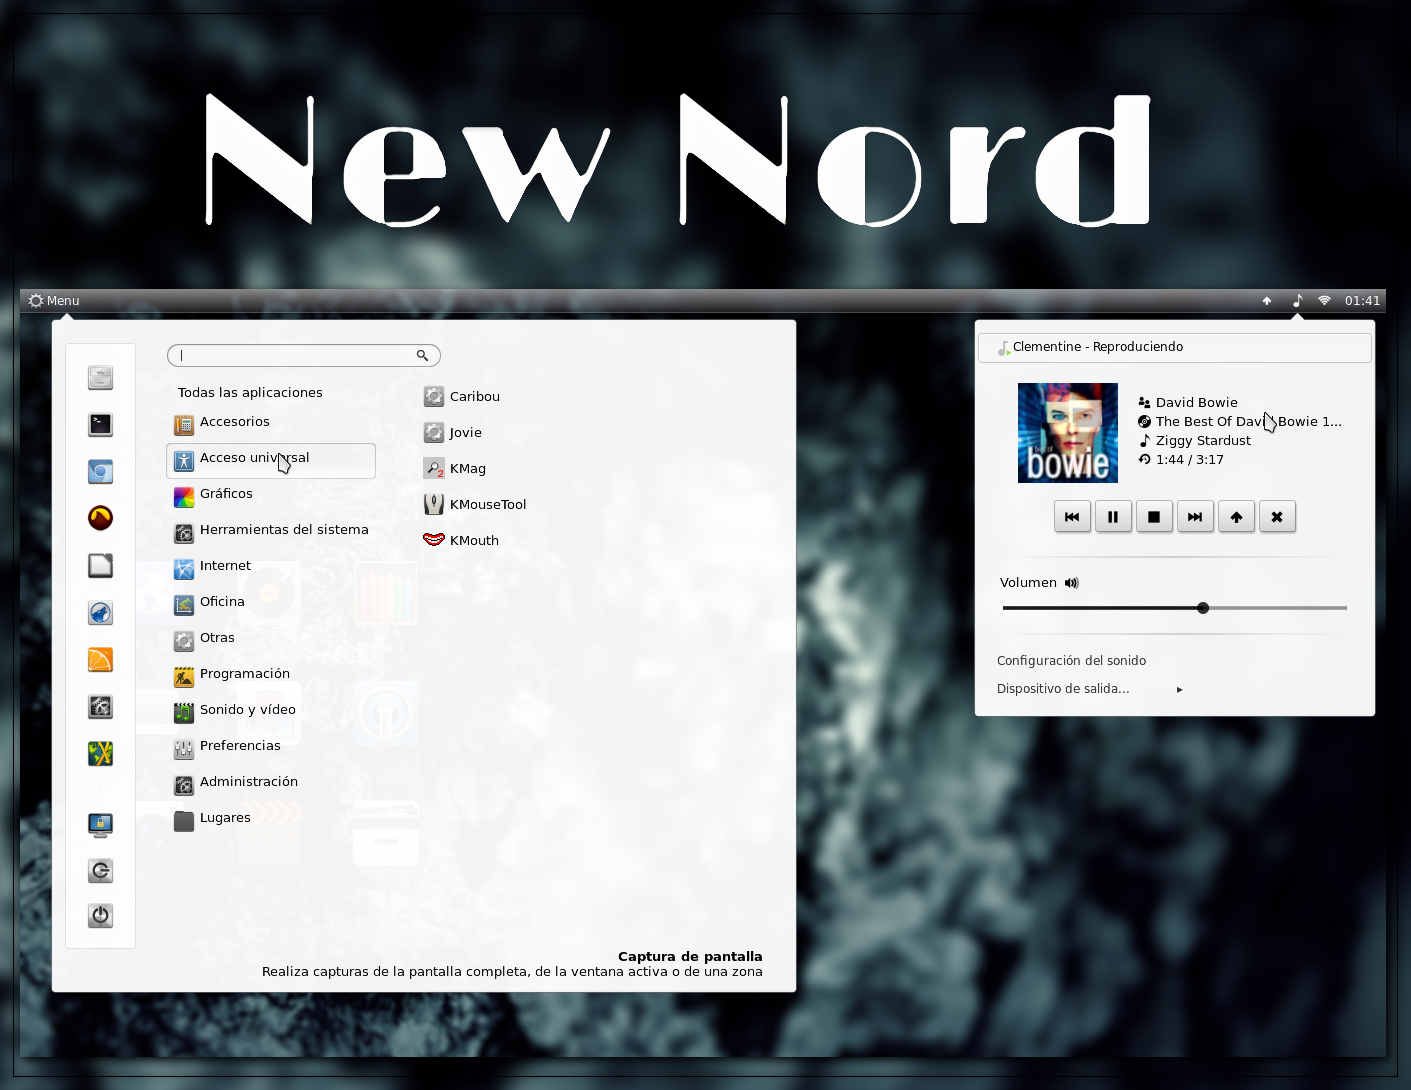 New Nord
Menu
01:41
Todas las aplicaciones
Accesorios
Acceso universal
Gráficos
Herramientas del sistema
Internet
Oficina
Otras
Programación
Sonido y vídeo
Preferencias
Administración
Lugares
Caribou
Jovie
KMag
KMouseTool
KMouth
Captura de pantalla
Realiza capturas de la pantalla completa, de la ventana activa o de una zona
Clementine - Reproduciendo
bowie
David Bowie
The Best Of David Bowie 1...
Ziggy Stardust
1:44 / 3:17
Volumen
Configuración del sonido
Dispositivo de salida...